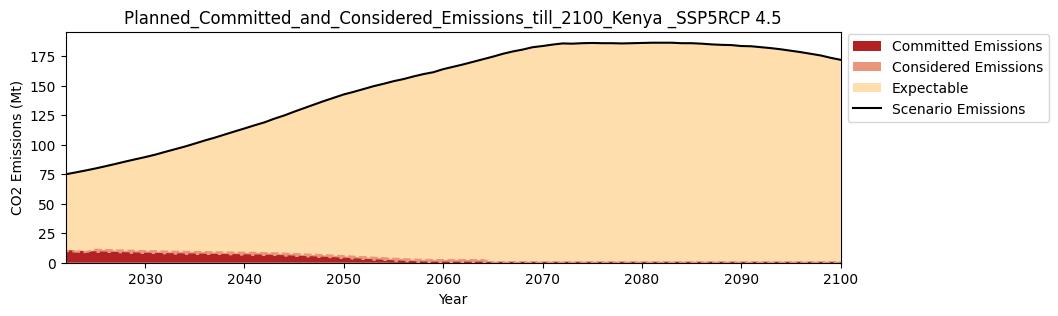 Planned_Committed_and_Considered_Emissions_till_2100_Kenya _SSP5RCP 4.5
CO2 Emissions (Mt)
175
150
125
100
75
50
25
0
2030 2040 2050 2060 2070 2080 2090 2100
Year
Committed Emissions
Considered Emissions
Expectable
Scenario Emissions